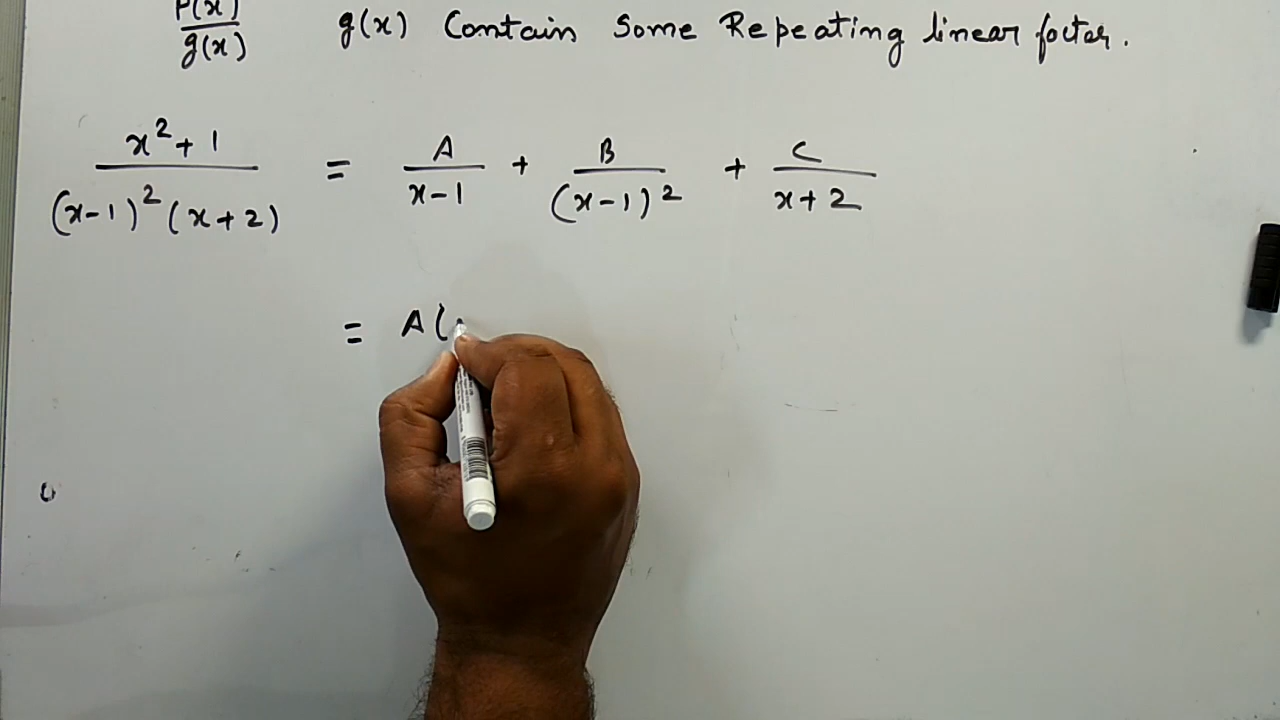 P(x)/g(x) g(x) Contain Some Repeating linear factor.
x²+1/(x-1)²(x+2) = A/x-1 + B/(x-1)² + C/x+2
= A(